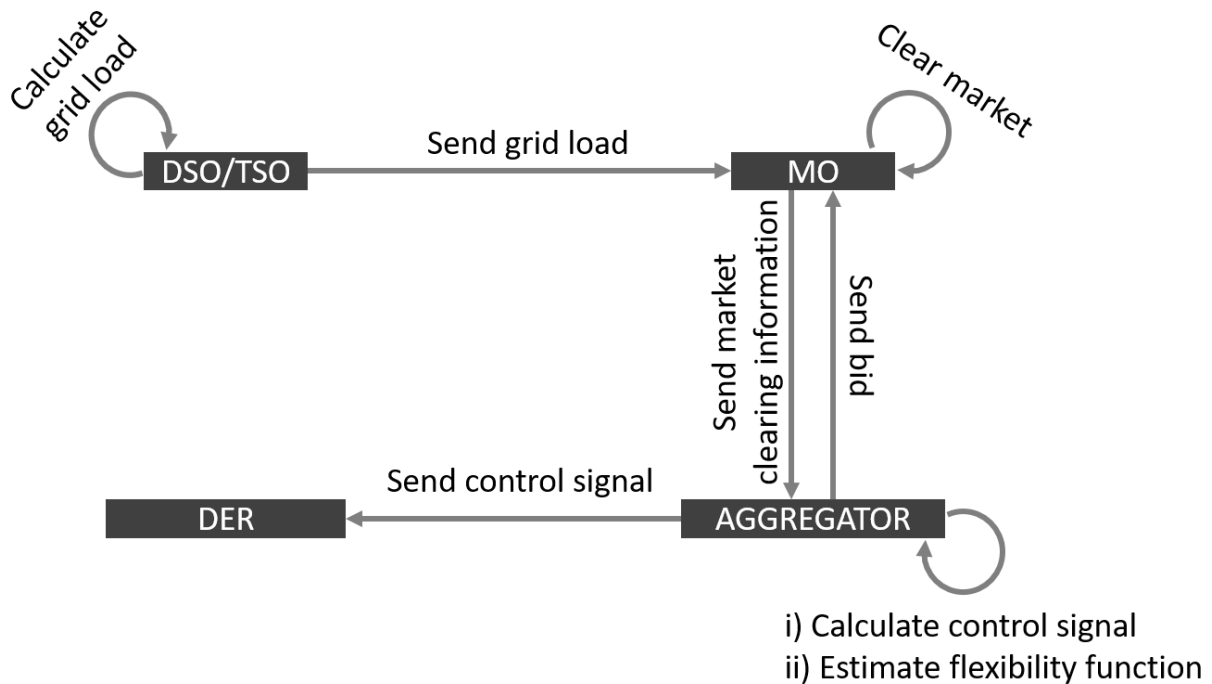 Calculate
grid load
Clear market
Send grid load
DSO/TSO
MO
Send market
clearing information
Send bid
Send control signal
DER
AGGREGATOR
i) Calculate control signal
ii) Estimate flexibility function